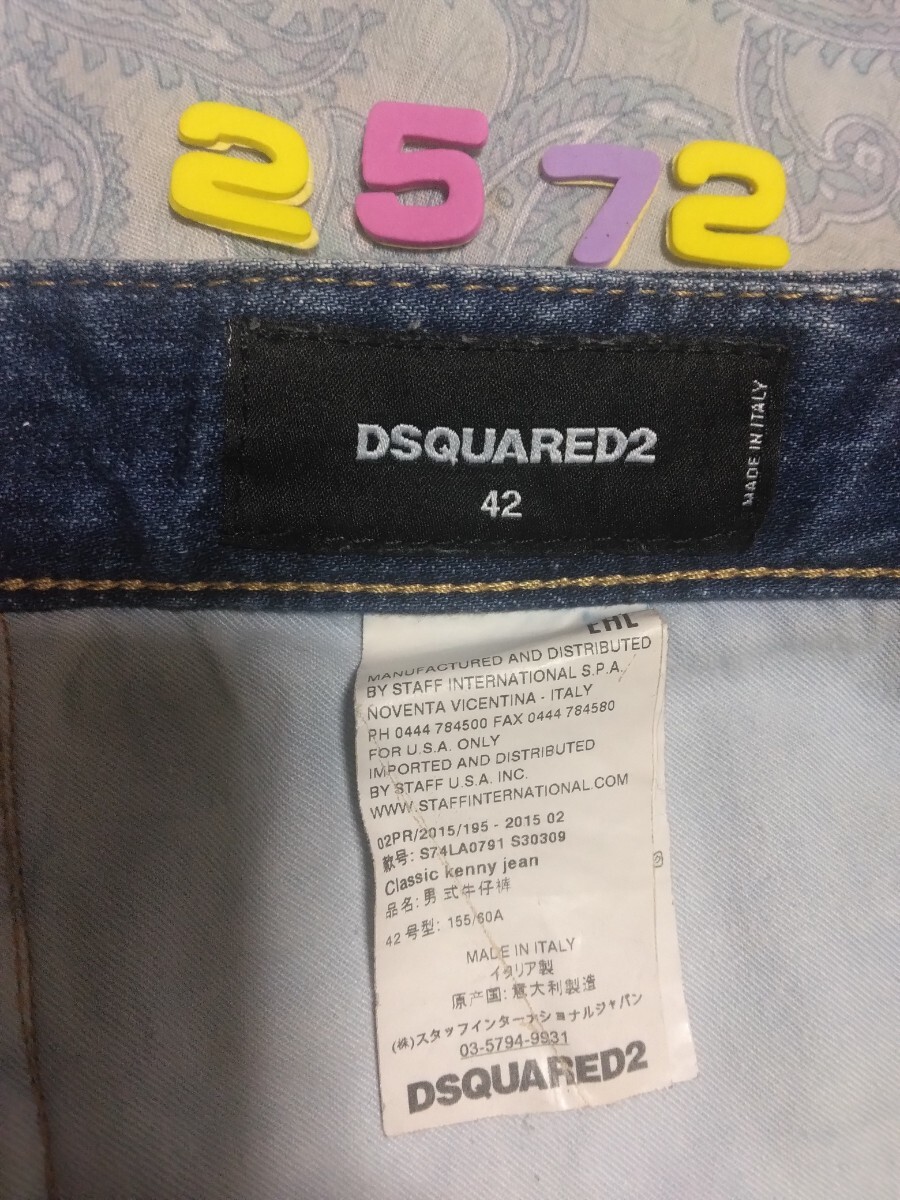 2572
DSQUARED2
42
MADE IN ITALY
EAC
MANUFACTURED AND DISTRIBUTED
BY STAFF INTERNATIONAL S.P.A.
NOVENTA VICENTINA - ITALY
PH 0444 784500 FAX 0444 784580
FOR U.S.A. ONLY
IMPORTED AND DISTRIBUTED
BY STAFF U.S.A. INC.
WWW.STAFFINTERNATIONAL.COM
02PR/2015/195 - 2015 02
款号: S74LA0791 S30309
Classic kenny jean
品名: 男式牛仔裤
42 号型: 155/60A
MADE IN ITALY
イタリア製
原产国: 意大利製造
(株)スタッフインターナショナルジャパン
03-5794-9931
DSQUARED2